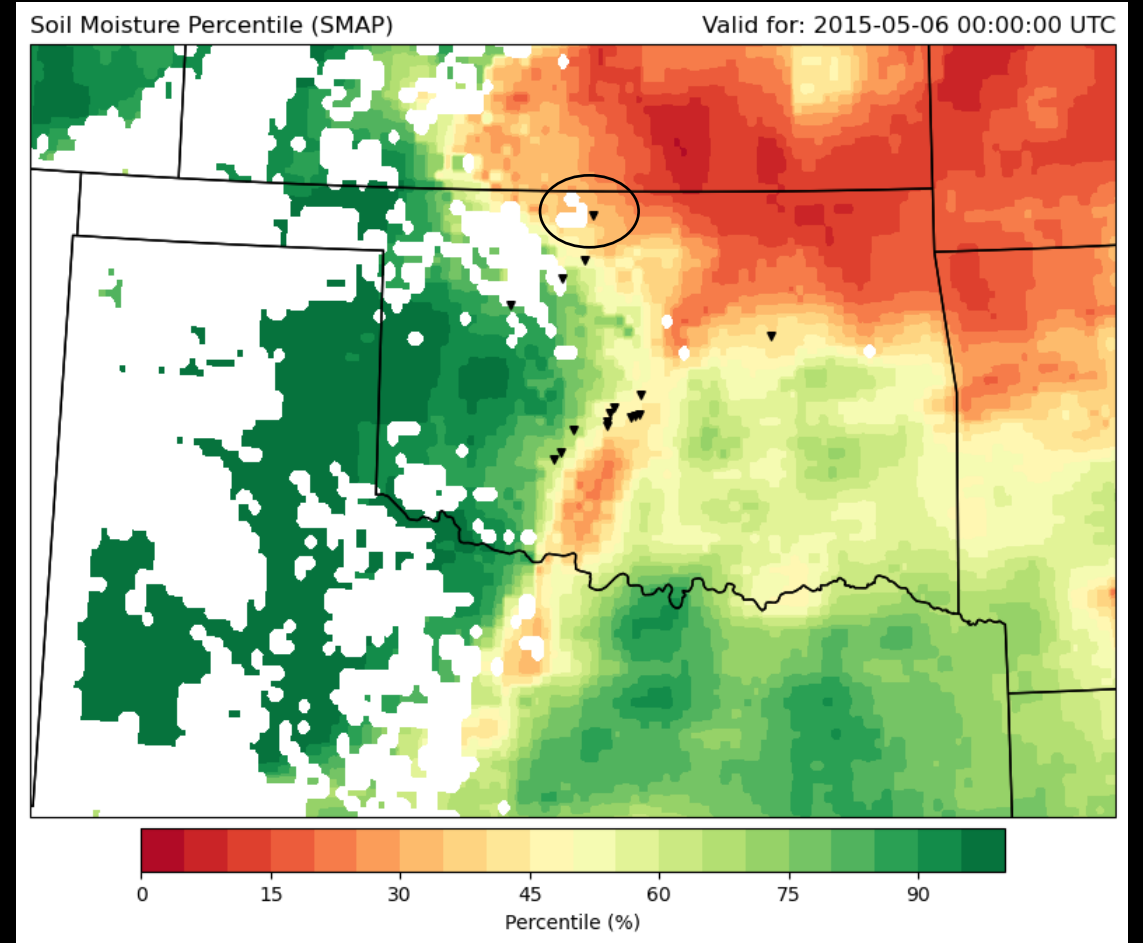 Soil Moisture Percentile (SMAP)
Valid for: 2015-05-06 00:00:00 UTC
0 15 30 45 60 75 90
Percentile (%)